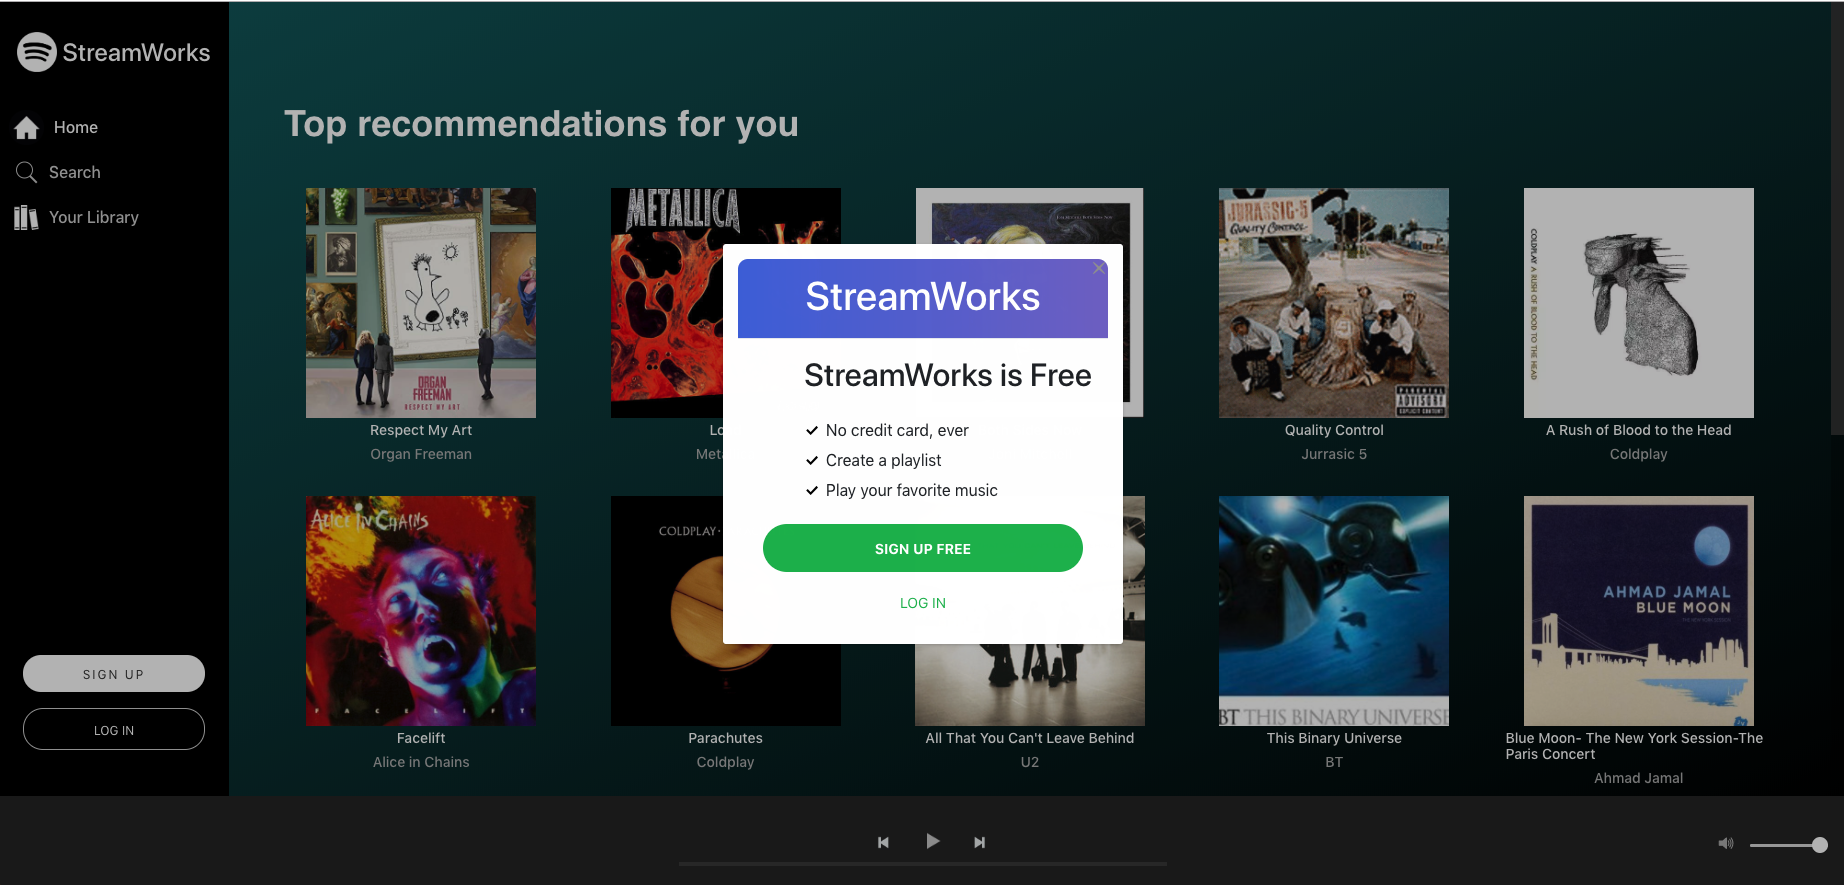 StreamWorks
Home
Search
Your Library
SIGN UP
LOG IN
Top recommendations for you
ORGAN
FREEMAN
RESPECT MY ART
Respect My Art
Organ Freeman
METALLICA
Lo
Meta
JURASSIC-5
QUALITY CONTROL
PARENTAL
ADVISORY
EXPLICIT CONTENT
Quality Control
Jurrasic 5
COLDPLAY A RUSH OF BLOOD TO THE HEAD
A Rush of Blood to the Head
Coldplay
StreamWorks
StreamWorks is Free
No credit card, ever
Create a playlist
Play your favorite music
SIGN UP FREE
LOG IN
ALICE IN CHAINS
FACELIFT
Facelift
Alice in Chains
COLDPLAY ·
Parachutes
Coldplay
All That You Can't Leave Behind
U2
BT THIS BINARY UNIVERSE
This Binary Universe
BT
AHMAD JAMAL
BLUE MOON
THE NEW YORK SESSION
Blue Moon- The New York Session-The
Paris Concert
Ahmad Jamal